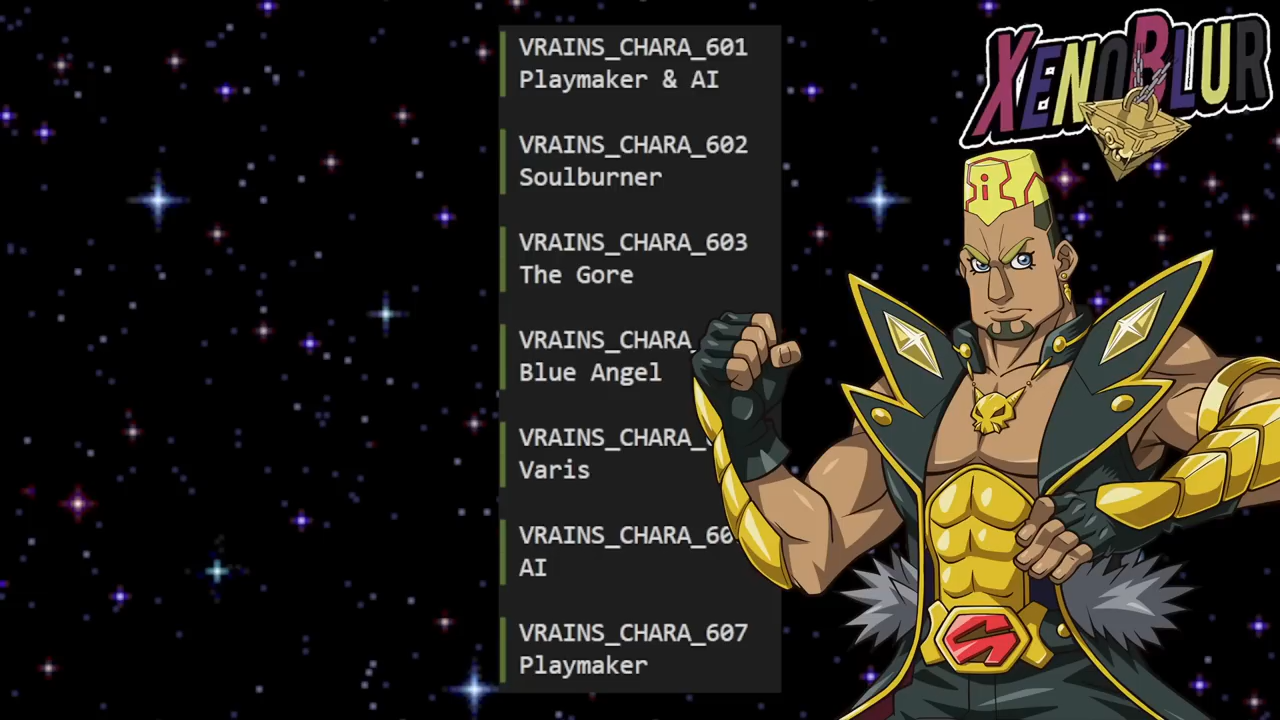 VRAINS_CHARA_601
Playmaker & AI
VRAINS_CHARA_602
Soulburner
VRAINS_CHARA_603
The Gore
VRAINS_CHARA_
Blue Angel
VRAINS_CHARA_
Varis
VRAINS_CHARA_60
AI
VRAINS_CHARA_607
Playmaker
XENOBLUR
i